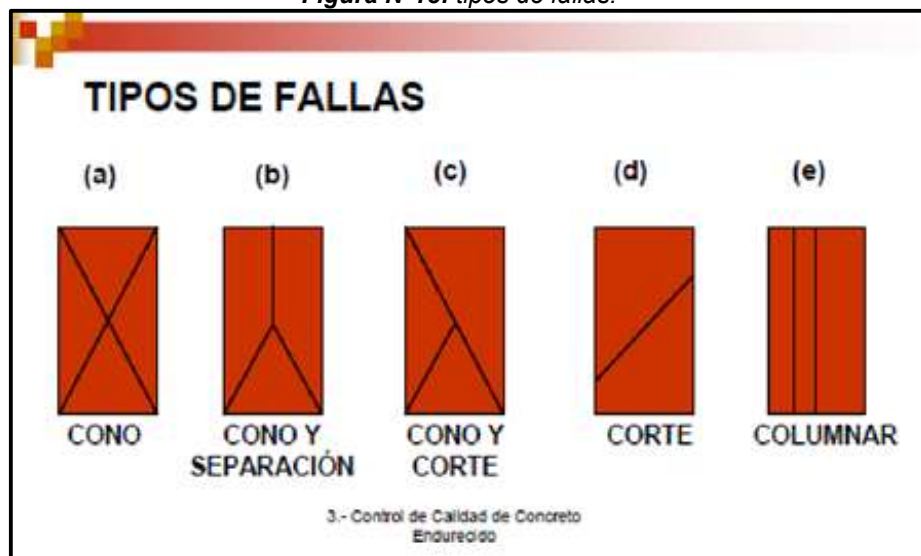 TIPOS DE FALLAS
(a) (b) (c) (d) (e)
CONO CONO Y SEPARACIÓN CONO Y CORTE CORTE COLUMNAR
3.- Control de Calidad de Concreto
Endurecido